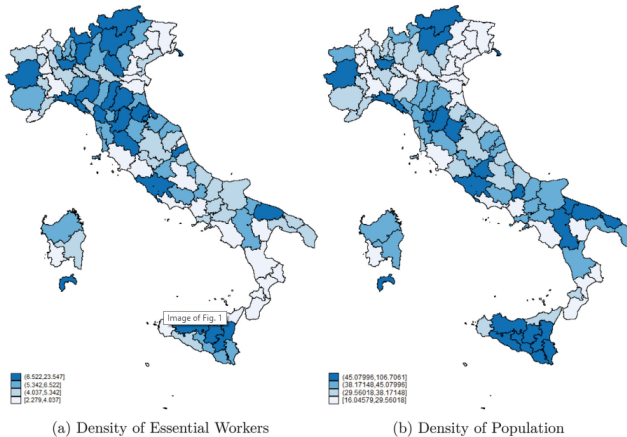 Image of Fig. 1
(6.522,23.547]
(5.342,6.522]
(4.037,5.342]
[2.279,4.037]
(45.07996,106.7061]
(38.17148,45.07996]
(29.56018,38.17148]
[16.04579,29.56018]
(a) Density of Essential Workers
(b) Density of Population